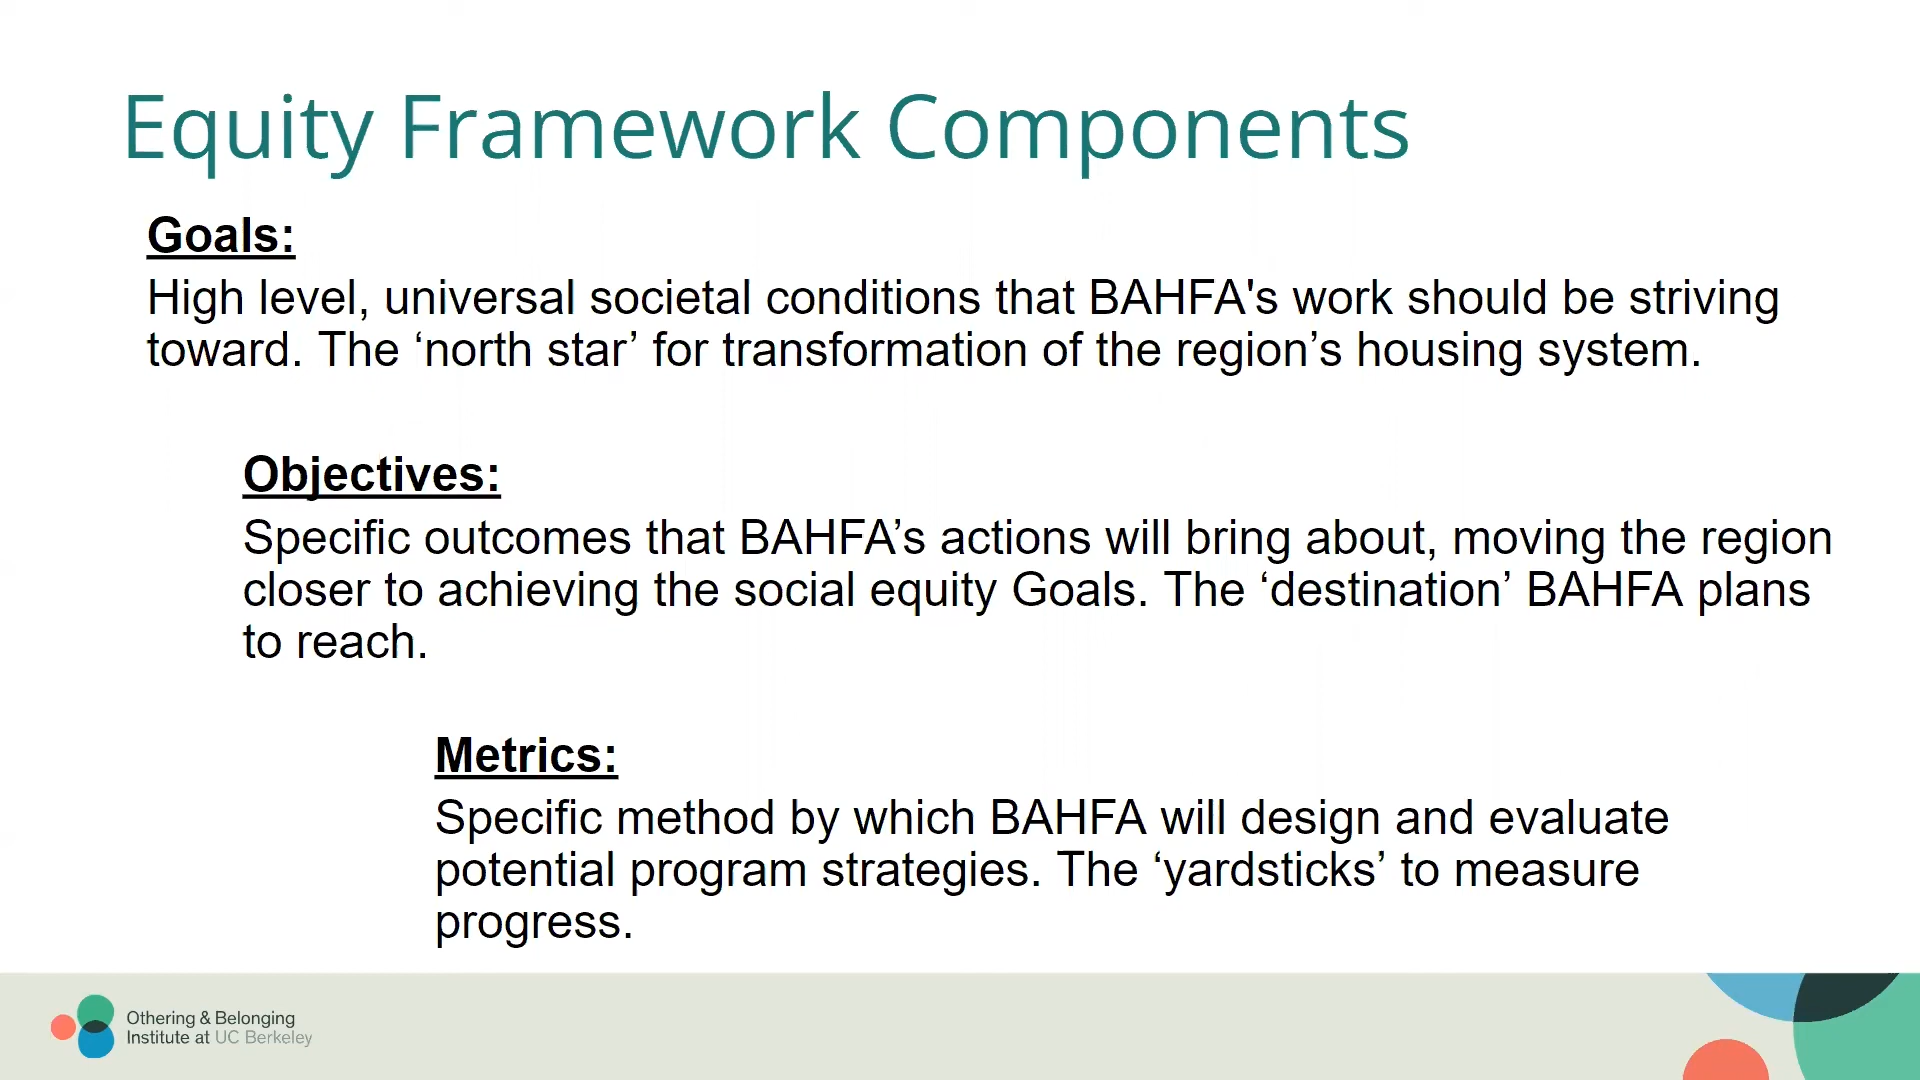 Equity Framework Components
Goals:
High level, universal societal conditions that BAHFA's work should be striving
toward. The ‘north star’ for transformation of the region’s housing system.
Objectives:
Specific outcomes that BAHFA’s actions will bring about, moving the region
closer to achieving the social equity Goals. The ‘destination’ BAHFA plans
to reach.
Metrics:
Specific method by which BAHFA will design and evaluate
potential program strategies. The ‘yardsticks’ to measure
progress.
Othering & Belonging
Institute at UC Berkeley